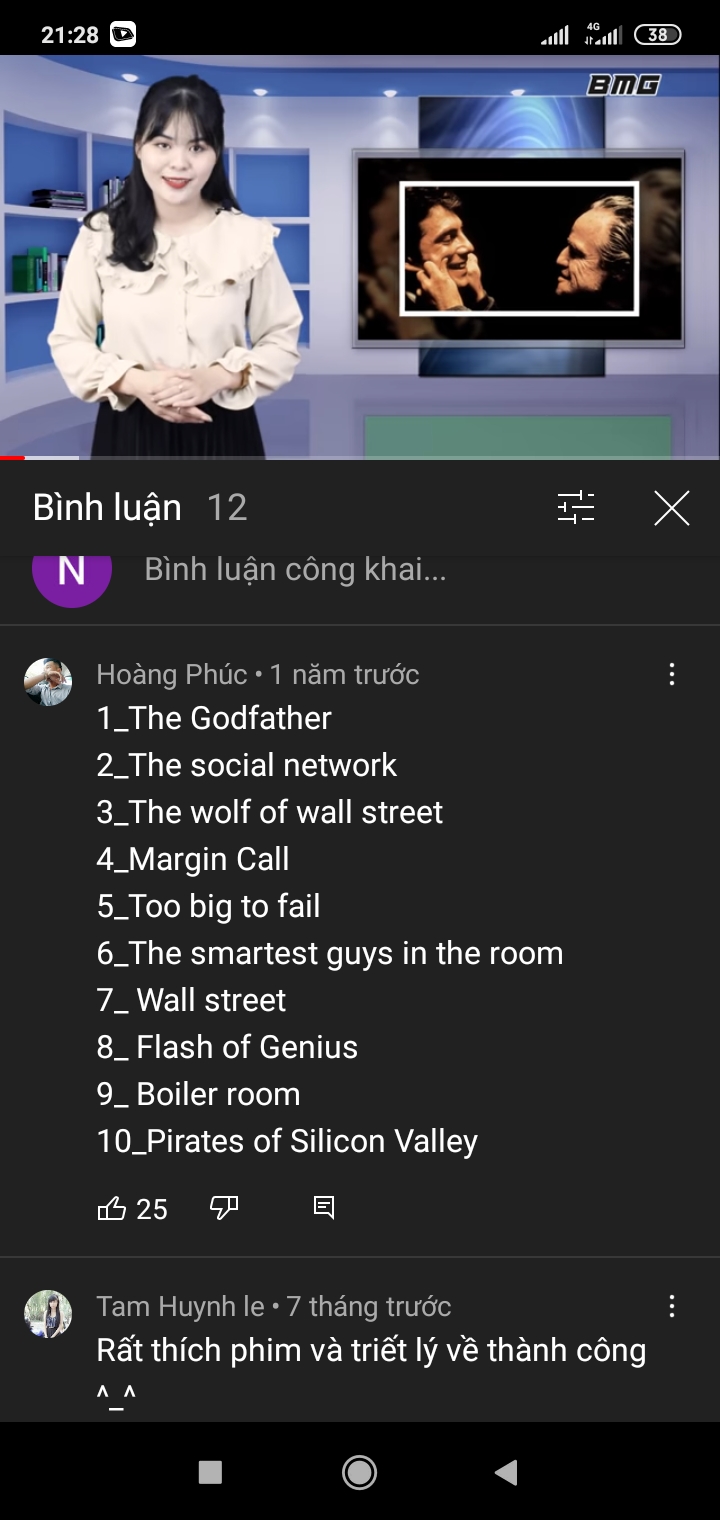 21:28
4G
38
BMG
Bình luận 12
N
Bình luận công khai...
Hoàng Phúc • 1 năm trước
1_The Godfather
2_The social network
3_The wolf of wall street
4_Margin Call
5_Too big to fail
6_The smartest guys in the room
7_ Wall street
8_ Flash of Genius
9_ Boiler room
10_Pirates of Silicon Valley
25
Tam Huynh le • 7 tháng trước
Rất thích phim và triết lý về thành công
^_^